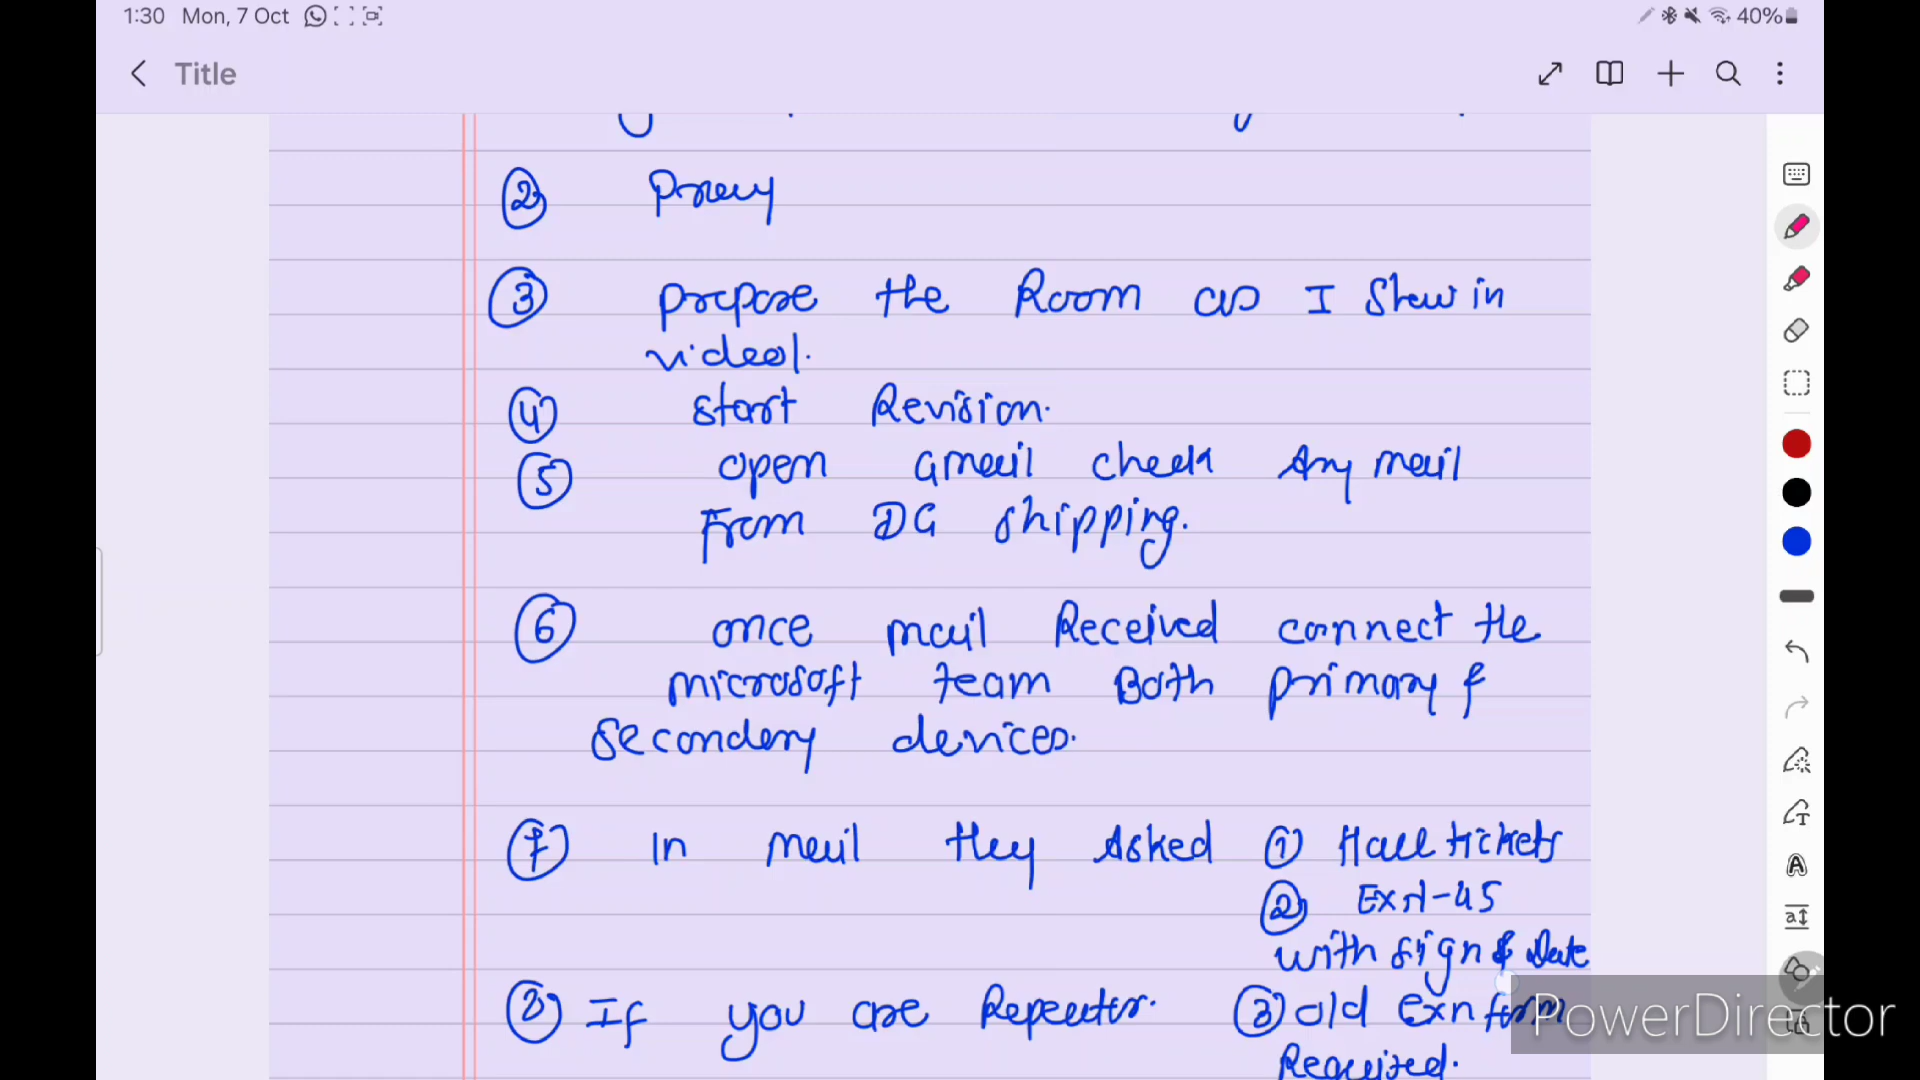 1:30 Mon, 7 Oct 40%
Title
② Pray
③ prepare the Room as I Show in
video1.
④ start Revision.
⑤ open Gmail check Any mail
From DG shipping.
⑥ once mail Received connect the
microsoft team Both primary &
secondary devices.
⑦ In mail they Asked ① Hall tickets
② EXN-45
with sign & Date
⑧ If you are Repeater. ③ old Exn form
Required.
PowerDirector